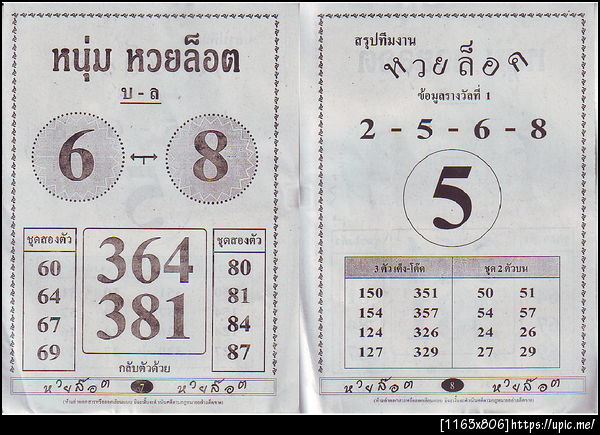 หนุ่ม หวยล็อต
บ - ล
6 ↔ 8
ชุดสองตัว
60
64
67
69
364
381
กลับตัวด้วย
ชุดสองตัว
80
81
84
87
หวยล๊อต 7 หวยล๊อต
สรุปทีมงาน
หวยล็อต
ข้อมูลรางวัลที่ 1
2 - 5 - 6 - 8
5
3 ตัว เต็ง-โต๊ด ชุด 2 ตัวบน
150 351 50 51
154 357 54 57
124 326 24 26
127 329 27 29
หวยล๊อต 8 หวยล๊อต
[1163x806]https://upic.me/